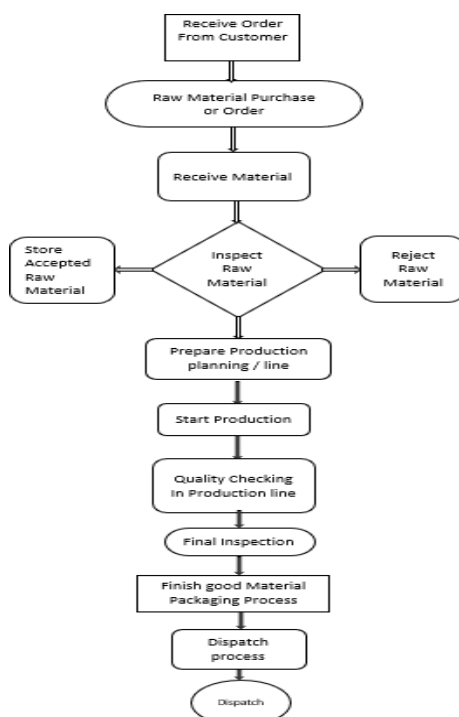 Receive Order
From Customer
Raw Material Purchase
or Order
Receive Material
Store
Accepted
Raw
Material
Inspect
Raw
Material
Reject
Raw
Material
Prepare Production
planning / line
Start Production
Quality Checking
In Production line
Final Inspection
Finish good Material
Packaging Process
Dispatch
process
Dispatch